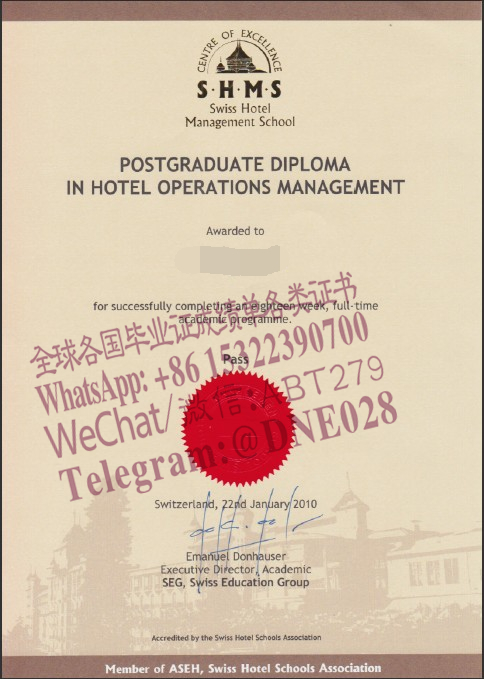 CENTRE OF EXCELLENCE
S·H·M·S
Swiss Hotel
Management School
POSTGRADUATE DIPLOMA
IN HOTEL OPERATIONS MANAGEMENT
Awarded to
for successfully completing an eighteen week, full-time
academic programme.
全球各国毕业证成绩单各类证书
Pass
WhatsApp: +86 15322390700
WeChat/微信:ABT279
Telegram:@DNE028
Switzerland, 22nd January 2010
Emanuel Donhauser
Executive Director, Academic
SEG, Swiss Education Group
Accredited by the Swiss Hotel Schools Association
Member of ASEH, Swiss Hotel Schools Association